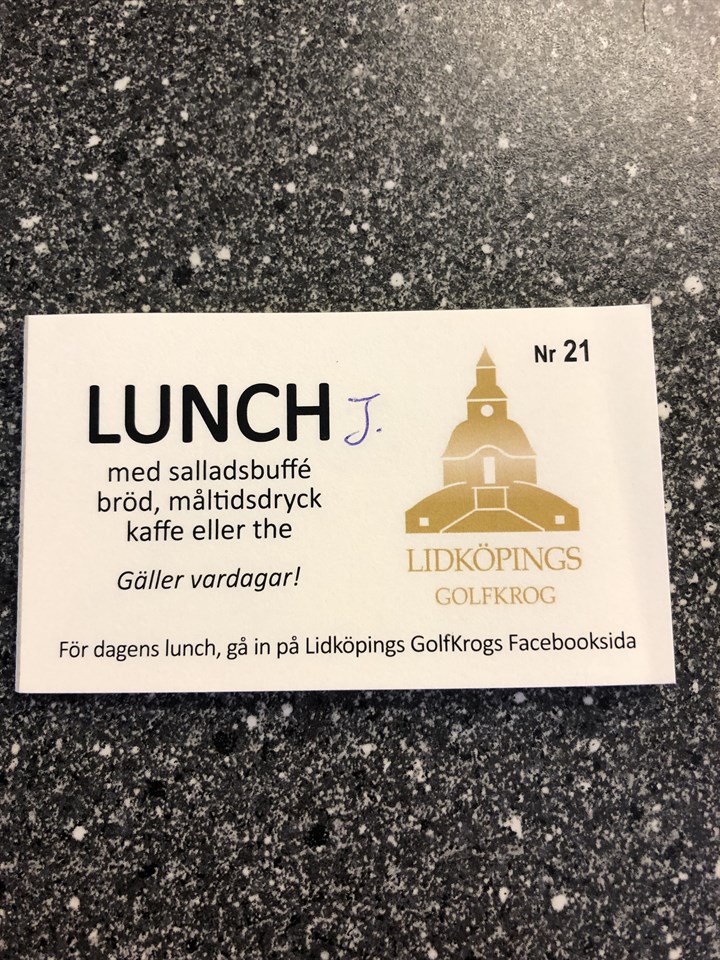 Nr 21
LUNCH J.
med salladsbuffé
bröd, måltidsdryck
kaffe eller the
Gäller vardagar!
LIDKÖPINGS
GOLFKROG
För dagens lunch, gå in på Lidköpings GolfKrogs Facebooksida